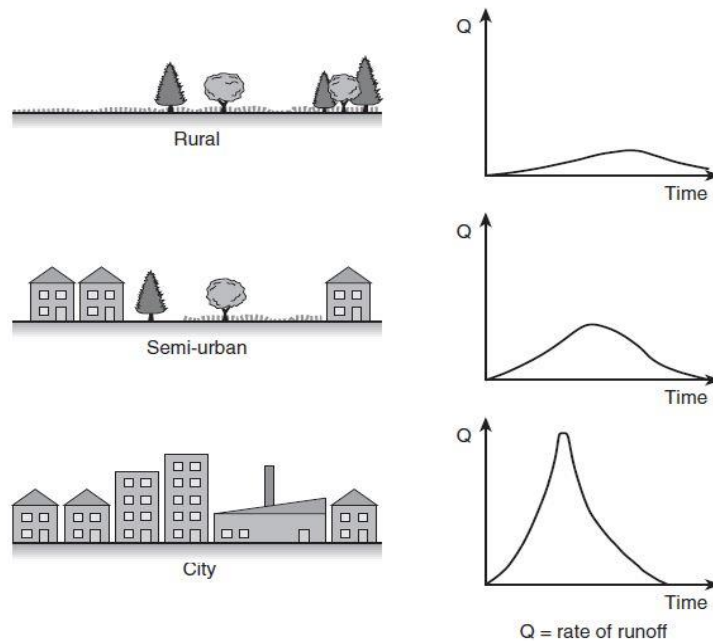 Q
Rural
Time
Q
Semi-urban
Time
Q
City
Time
Q = rate of runoff